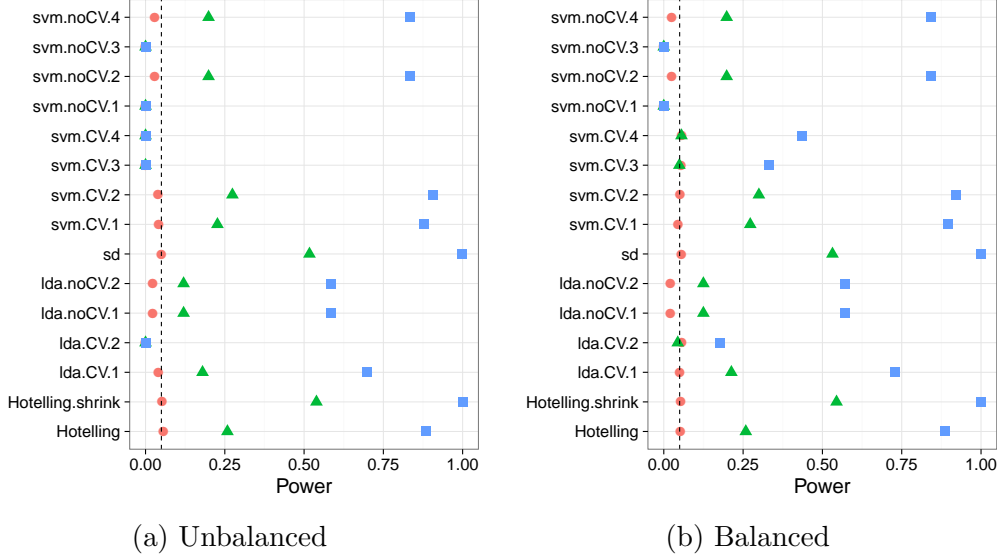 svm.noCV.4
svm.noCV.3
svm.noCV.2
svm.noCV.1
svm.CV.4
svm.CV.3
svm.CV.2
svm.CV.1
sd
lda.noCV.2
lda.noCV.1
lda.CV.2
lda.CV.1
Hotelling.shrink
Hotelling
0.00 0.25 0.50 0.75 1.00
Power
(a) Unbalanced
svm.noCV.4
svm.noCV.3
svm.noCV.2
svm.noCV.1
svm.CV.4
svm.CV.3
svm.CV.2
svm.CV.1
sd
lda.noCV.2
lda.noCV.1
lda.CV.2
lda.CV.1
Hotelling.shrink
Hotelling
0.00 0.25 0.50 0.75 1.00
Power
(b) Balanced